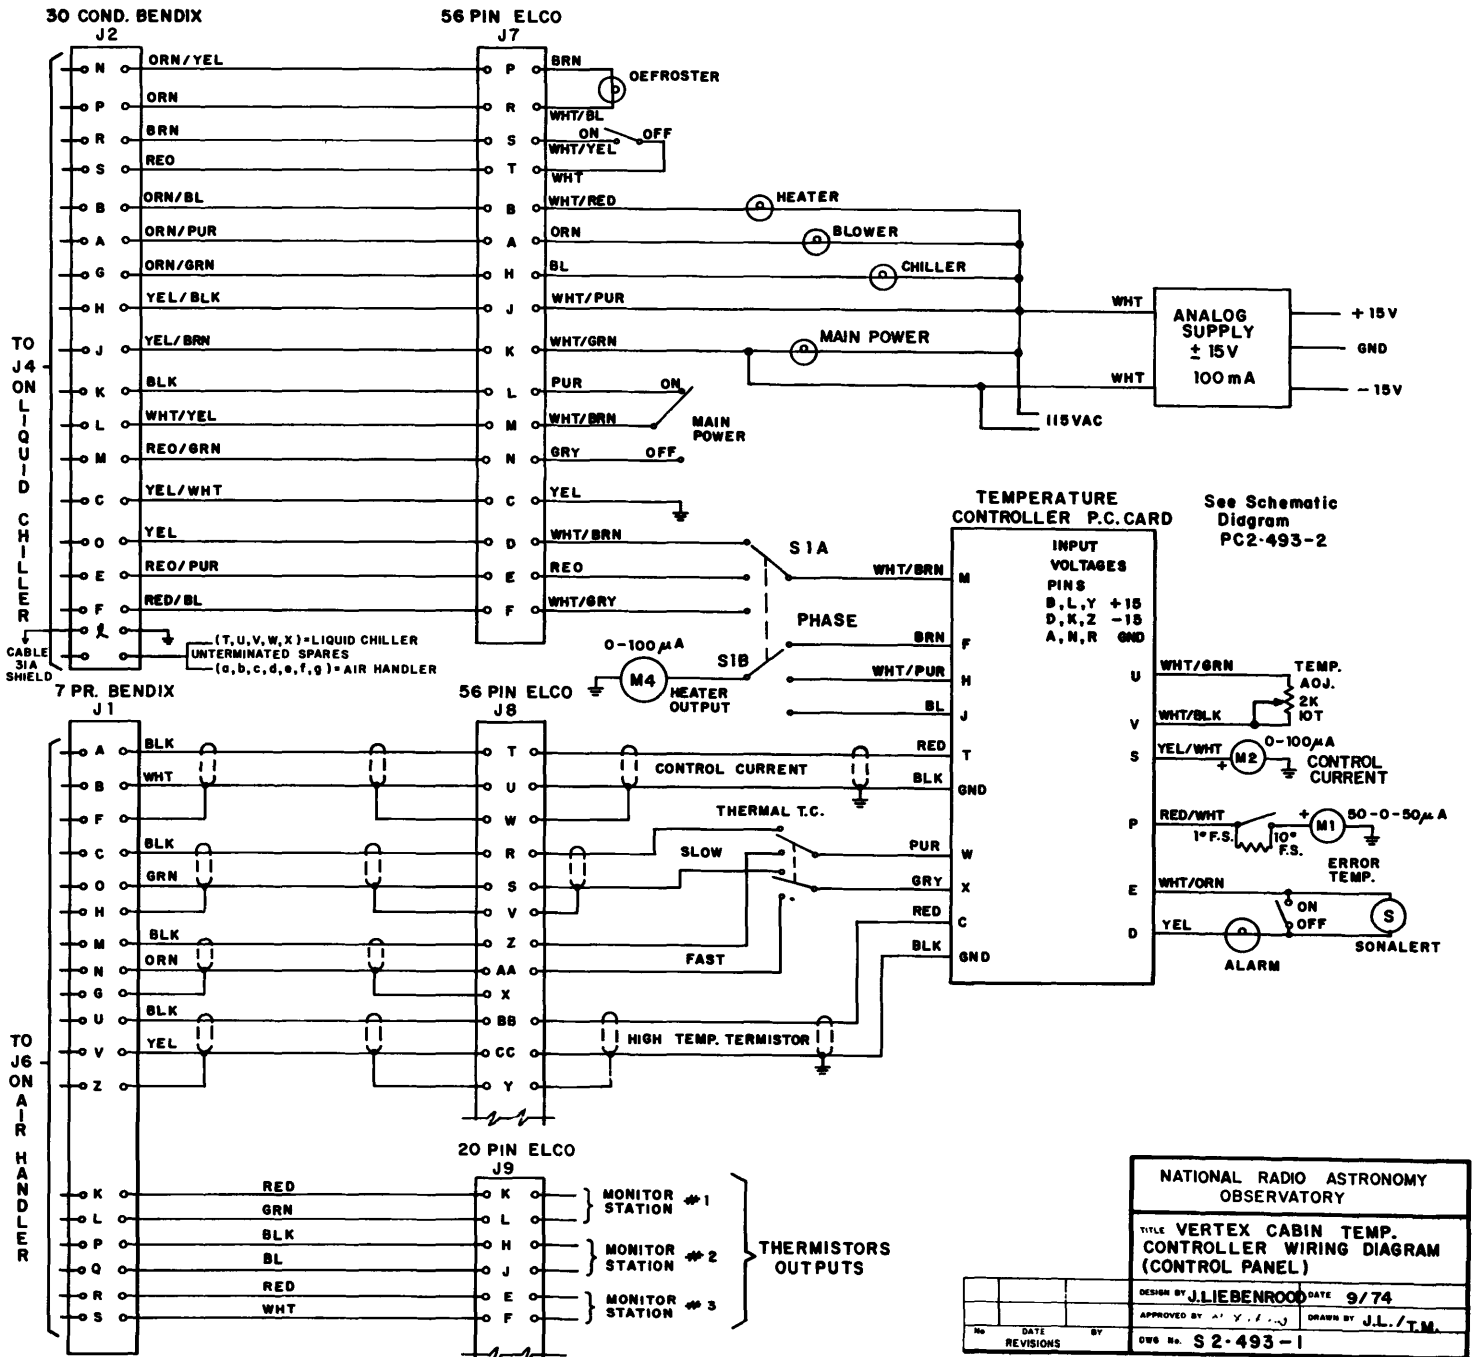 30 COND. BENDIX
J2
56 PIN ELCO
J7
N ORN/YEL P BRN
OEFROSTER
P ORN R WHT/BL
R BRN S ON OFF
WHT/YEL
S REO T WHT
B ORN/BL B WHT/RED HEATER
A ORN/PUR A ORN BLOWER
G ORN/GRN H BL CHILLER
H YEL/BLK J WHT/PUR WHT
J YEL/BRN K WHT/GRN MAIN POWER
K BLK L PUR ON WHT
L WHT/YEL M WHT/BRN MAIN POWER
M REO/GRN N GRY OFF
C YEL/WHT C YEL
O YEL D WHT/BRN
E REO/PUR E REO
F RED/BL F WHT/GRY
ℓ
TO
J4
ON
LIQUID
CHILLER
CABLE
31A
SHIELD
(T,U,V,W,X)=LIQUID CHILLER
UNTERMINATED SPARES
(a,b,c,d,e,f,g)=AIR HANDLER
115VAC
ANALOG
SUPPLY
± 15V
100mA
+15V
GND
-15V
S1A
PHASE
S1B
0-100μA
M4
HEATER
OUTPUT
TEMPERATURE
CONTROLLER P.C. CARD
See Schematic
Diagram
PC2-493-2
INPUT
VOLTAGES
PINS
B,L,Y +15
D,K,Z -15
A,N,R GND
WHT/BRN M
BRN F
WHT/PUR H
BL J
RED T
BLK GND
PUR W
GRY X
RED C
BLK GND
U WHT/GRN
TEMP.
AOJ.
2K
10T
V WHT/BLK
S YEL/WHT + M2 0-100μA
CONTROL
CURRENT
P RED/WHT + M1 50-0-50μA
1° F.S. 10° F.S.
ERROR
TEMP.
E WHT/ORN
ON
OFF
S
SONALERT
D YEL
ALARM
7 PR. BENDIX
J1
56 PIN ELCO
J8
A BLK T
CONTROL CURRENT
B WHT U
F W
THERMAL T.C.
C BLK R
SLOW
O GRN S
H V
M BLK Z
FAST
N ORN AA
G X
U BLK BB
HIGH TEMP. TERMISTOR
V YEL CC
Z Y
TO
J6
ON
AIR
HANDLER
20 PIN ELCO
J9
K RED K
MONITOR
STATION #1
L GRN L
P BLK H
MONITOR
STATION #2
Q BL J
R RED E
MONITOR
STATION #3
S WHT F
THERMISTORS
OUTPUTS
NATIONAL RADIO ASTRONOMY
OBSERVATORY
TITLE VERTEX CABIN TEMP.
CONTROLLER WIRING DIAGRAM
(CONTROL PANEL)
DESIGN BY J.LIEBENROOD DATE 9/74
APPROVED BY DRAWN BY J.L./T.M.
DWG No. S2-493-1
No DATE BY
REVISIONS